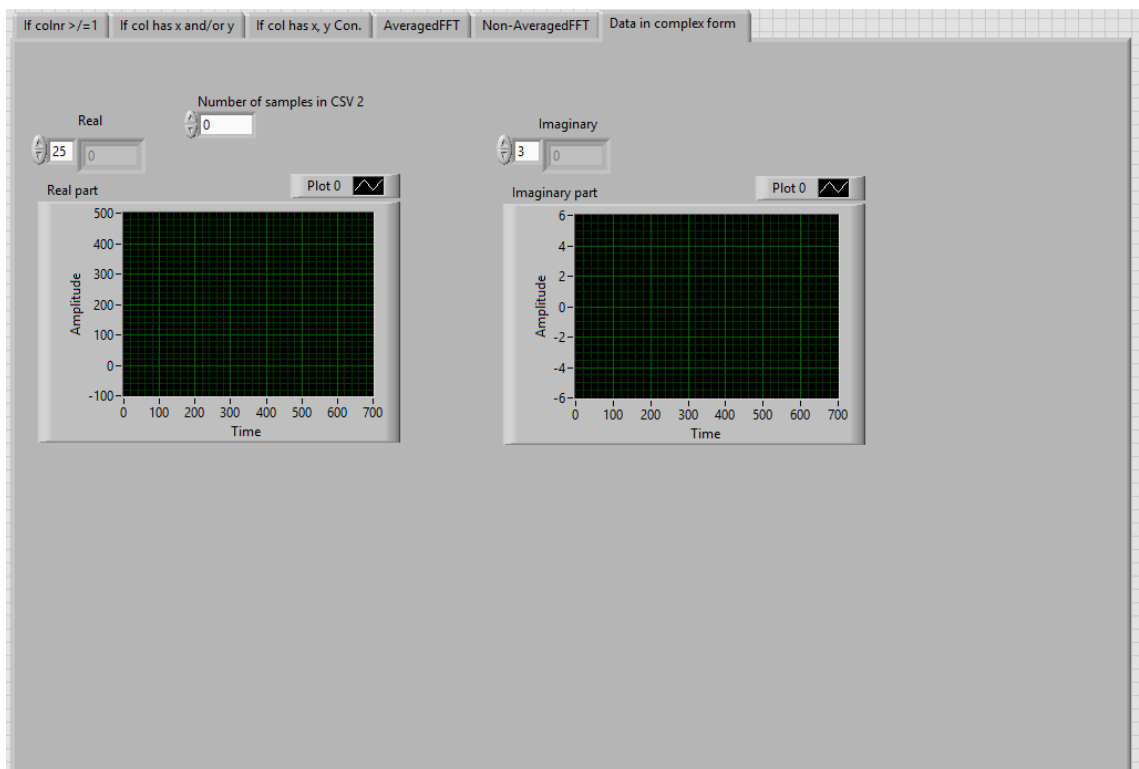 If colnr >/=1 If col has x and/or y If col has x, y Con. AveragedFFT Non-AveragedFFT Data in complex form
Number of samples in CSV 2
0
Real
25 0
Imaginary
3 0
Real part Plot 0
500
400
300
200
100
0
-100
Amplitude
0 100 200 300 400 500 600 700
Time
Imaginary part Plot 0
6
4
2
0
-2
-4
-6
Amplitude
0 100 200 300 400 500 600 700
Time